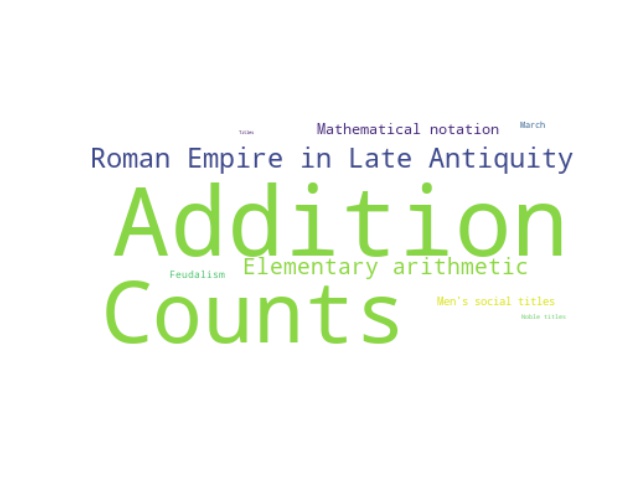 Mathematical notation
March
Titles
Roman Empire in Late Antiquity
Addition
Elementary arithmetic
Feudalism
Counts
Men's social titles
Noble titles